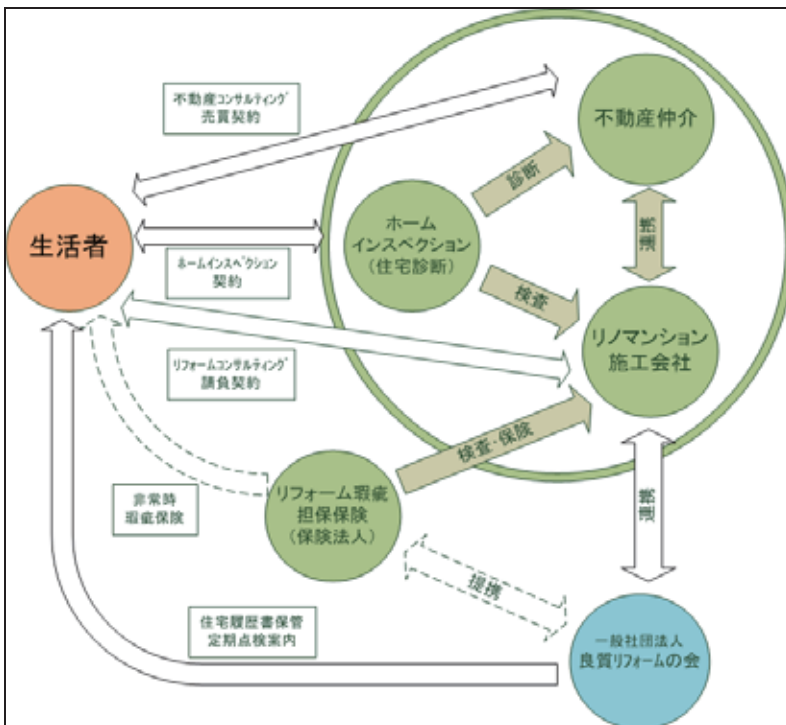 不動産コンサルティング
売買契約
不動産仲介
診断
生活者
ホーム
インスペクション
(住宅診断)
連携
ホームインスペクション
契約
検査
リノマンション
施工会社
リフォームコンサルティング
請負契約
検査・保険
非常時
瑕疵保険
リフォーム瑕疵
担保保険
(保険法人)
連携
提携
住宅履歴書保管
定期点検案内
一般社団法人
良質リフォームの会